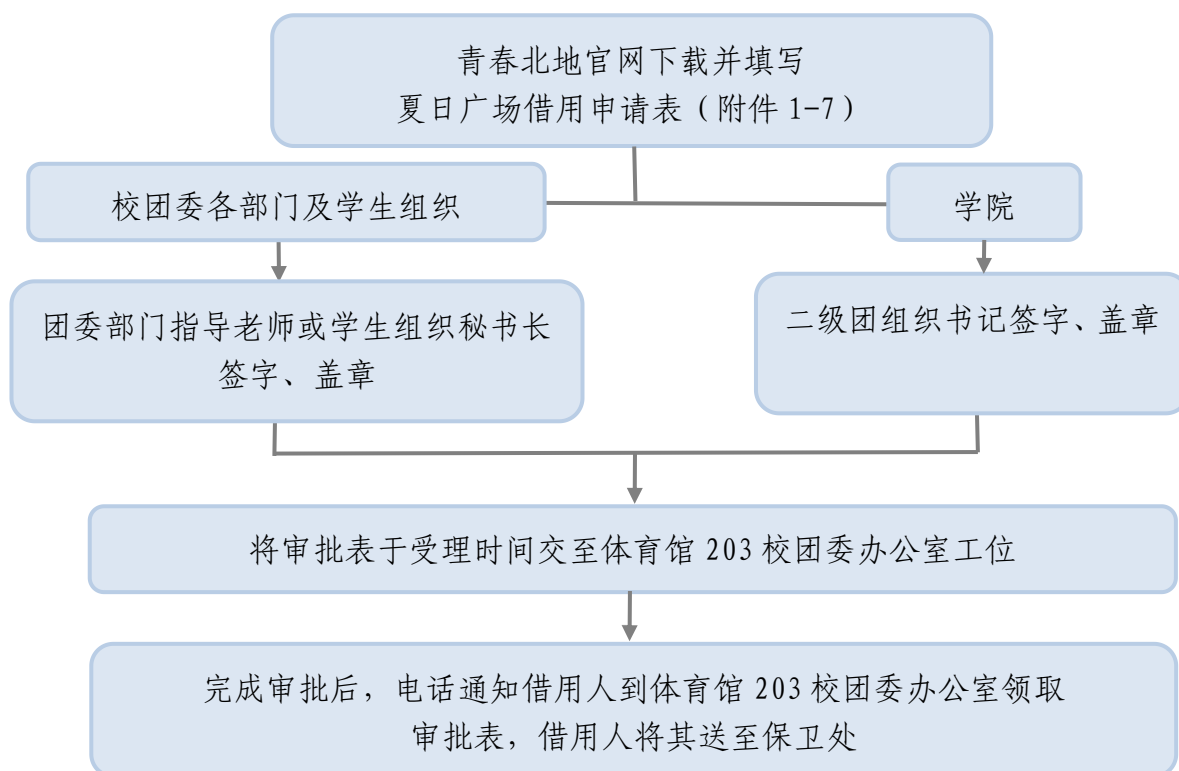 青春北地官网下载并填写
夏日广场借用申请表（附件 1-7）
校团委各部门及学生组织
学院
团委部门指导老师或学生组织秘书长
签字、盖章
二级团组织书记签字、盖章
将审批表于受理时间交至体育馆 203 校团委办公室工位
完成审批后，电话通知借用人到体育馆 203 校团委办公室领取
审批表，借用人将其送至保卫处